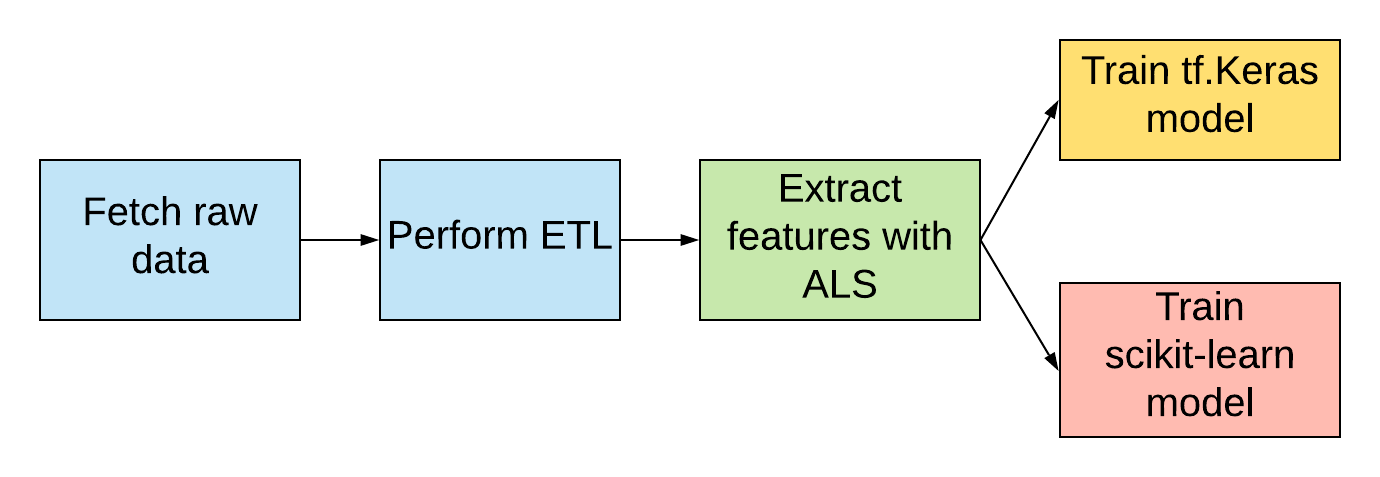 Fetch raw
data
Perform ETL
Extract
features with
ALS
Train tf.Keras
model
Train
scikit-learn
model